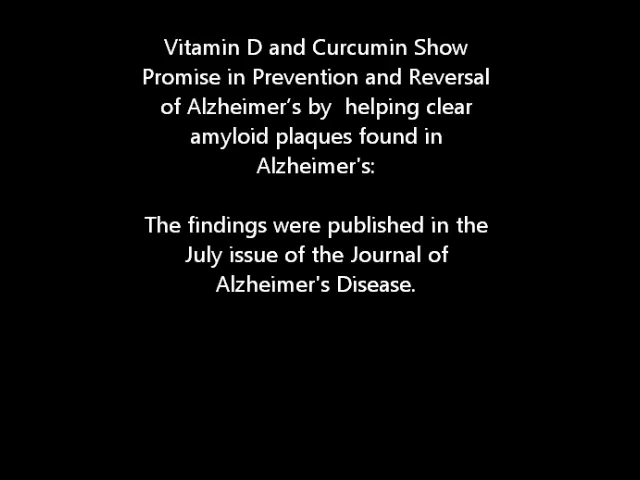 Vitamin D and Curcumin Show
Promise in Prevention and Reversal
of Alzheimer‘s by  helping clear
amyloid plaques found in
Alzheimer's:
The findings were published in the
July issue of the Journal of
Alzheimer's Disease.